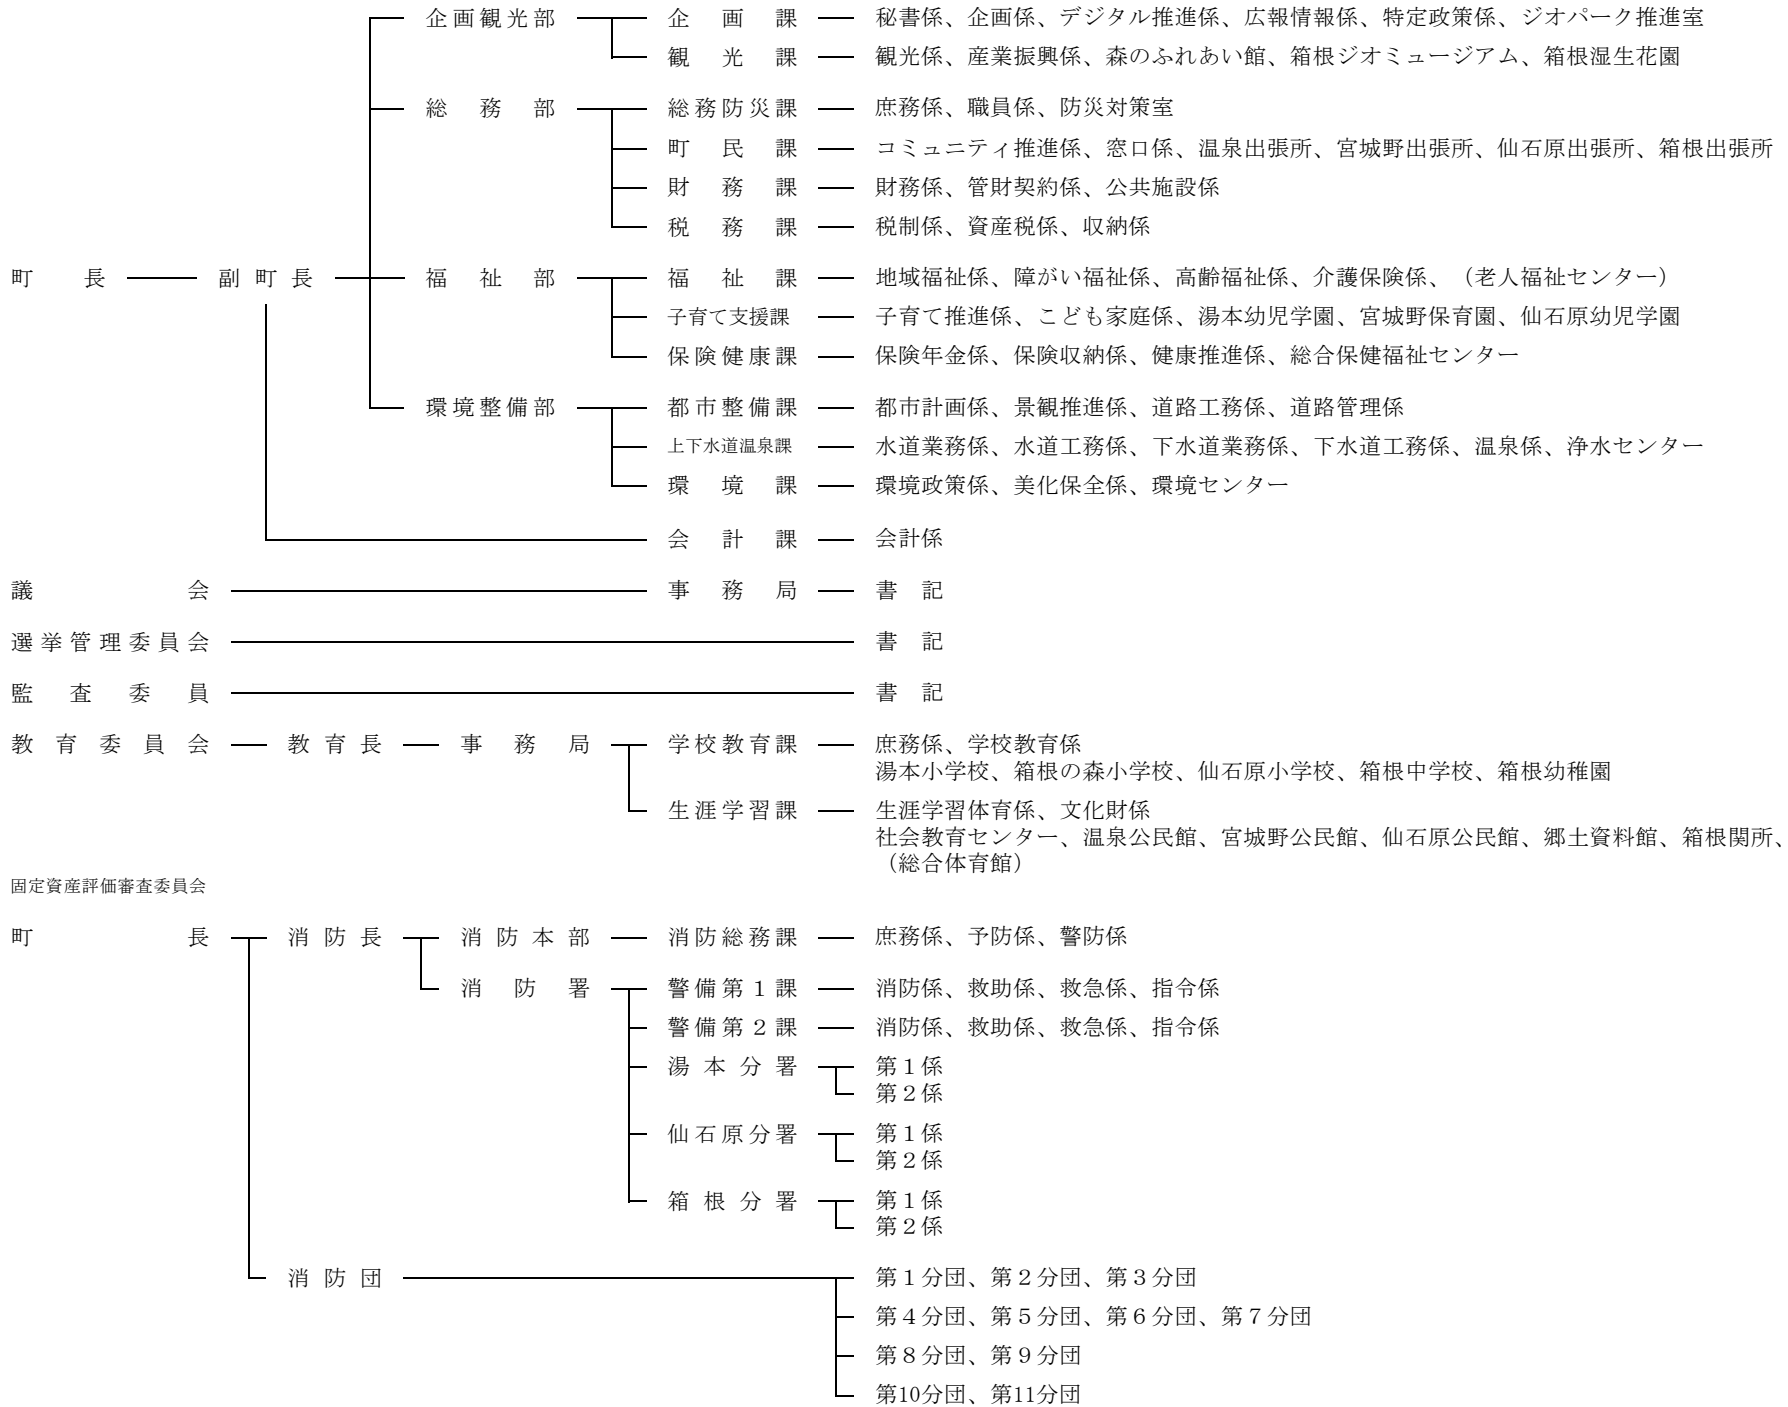 企画観光部 企画課 秘書係、企画係、デジタル推進係、広報情報係、特定政策係、ジオパーク推進室
観光課 観光係、産業振興係、森のふれあい館、箱根ジオミュージアム、箱根湿生花園
総務部 総務防災課 庶務係、職員係、防災対策室
町民課 コミュニティ推進係、窓口係、温泉出張所、宮城野出張所、仙石原出張所、箱根出張所
財務課 財務係、管財契約係、公共施設係
税務課 税制係、資産税係、収納係
町長 副町長 福祉部 福祉課 地域福祉係、障がい福祉係、高齢福祉係、介護保険係、（老人福祉センター）
子育て支援課 子育て推進係、こども家庭係、湯本幼児学園、宮城野保育園、仙石原幼児学園
保険健康課 保険年金係、保険収納係、健康推進係、総合保健福祉センター
環境整備部 都市整備課 都市計画係、景観推進係、道路工務係、道路管理係
上下水道温泉課 水道業務係、水道工務係、下水道業務係、下水道工務係、温泉係、浄水センター
環境課 環境政策係、美化保全係、環境センター
会計課 会計係
議会 事務局 書記
選挙管理委員会 書記
監査委員 書記
教育委員会 教育長 事務局 学校教育課 庶務係、学校教育係
湯本小学校、箱根の森小学校、仙石原小学校、箱根中学校、箱根幼稚園
生涯学習課 生涯学習体育係、文化財係
社会教育センター、温泉公民館、宮城野公民館、仙石原公民館、郷土資料館、箱根関所、
（総合体育館）
固定資産評価審査委員会
町長 消防長 消防本部 消防総務課 庶務係、予防係、警防係
消防署 警備第１課 消防係、救助係、救急係、指令係
警備第２課 消防係、救助係、救急係、指令係
湯本分署 第１係
第２係
仙石原分署 第１係
第２係
箱根分署 第１係
第２係
消防団 第１分団、第２分団、第３分団
第４分団、第５分団、第６分団、第７分団
第８分団、第９分団
第10分団、第11分団